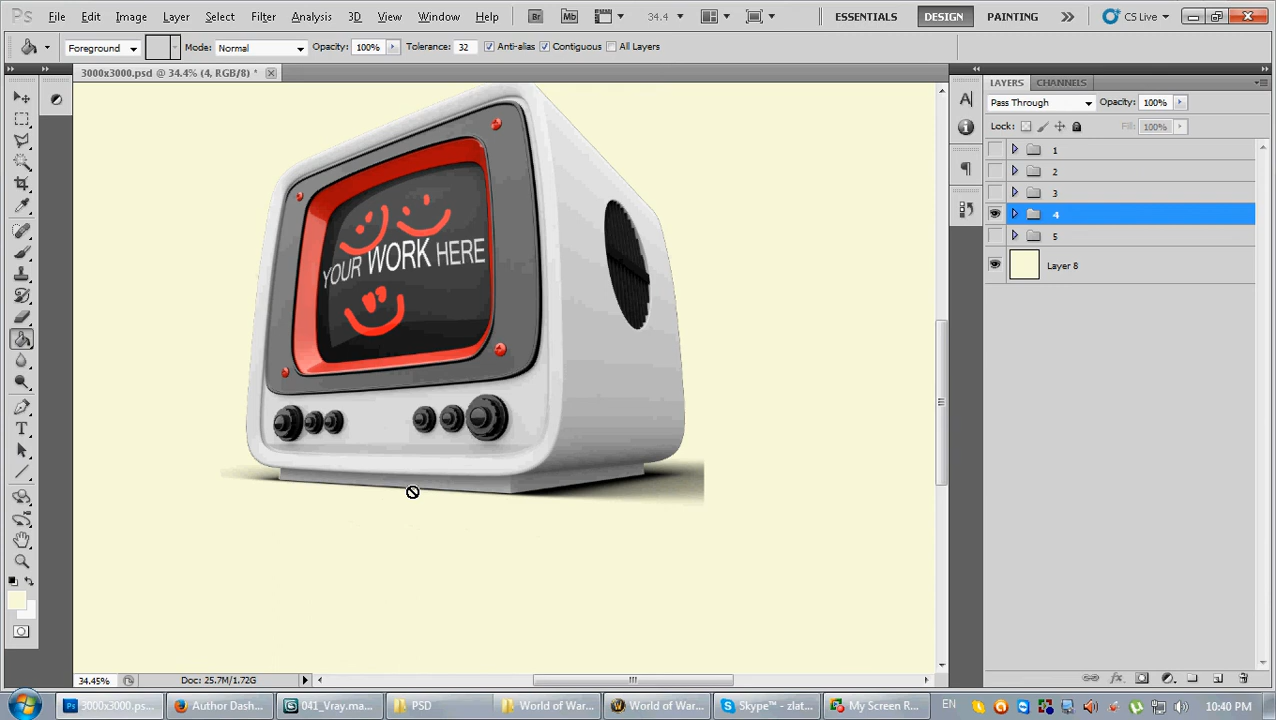 Ps File Edit Image Layer Select Filter Analysis 3D View Window Help Br Mb 34.4 ESSENTIALS DESIGN PAINTING CS Live
Foreground Mode: Normal Opacity: 100% Tolerance: 32 Anti-alias Contiguous All Layers
3000x3000.psd @ 34.4% (4, RGB/8) *
LAYERS CHANNELS
Pass Through Opacity: 100%
Lock: Fill: 100%
1
2
3
4
5
Layer 8
YOUR WORK HERE
34.45% Doc: 25.7M/1.72G
3000x3000.psd... Author Dash... 041_Vray.ma... PSD World of War... World of War... Skype™ - zlat... My Screen R... EN 10:40 PM